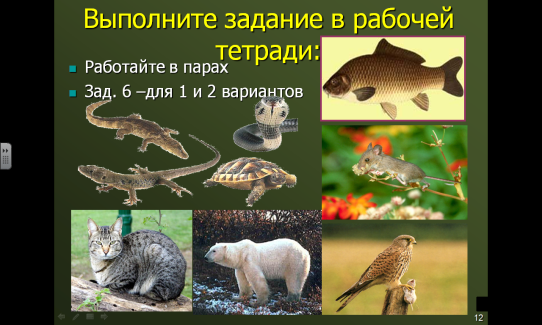 Выполните задание в рабочей
тетради:
Работайте в парах
Зад. 6 –для 1 и 2 вариантов
12